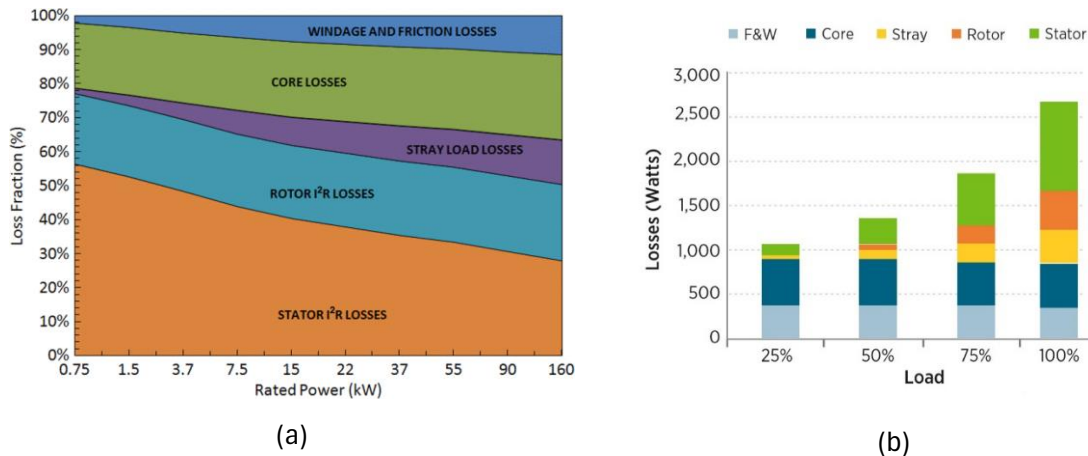 100%
90%
80%
70%
60%
50%
40%
30%
20%
10%
0%
Loss Fraction (%)
WINDAGE AND FRICTION LOSSES
CORE LOSSES
STRAY LOAD LOSSES
ROTOR I²R LOSSES
STATOR I²R LOSSES
0.75 1.5 3.7 7.5 15 22 37 55 90 160
Rated Power (kW)
(a)
F&W Core Stray Rotor Stator
3,000
2,500
2,000
1,500
1,000
500
0
Losses (Watts)
25% 50% 75% 100%
Load
(b)